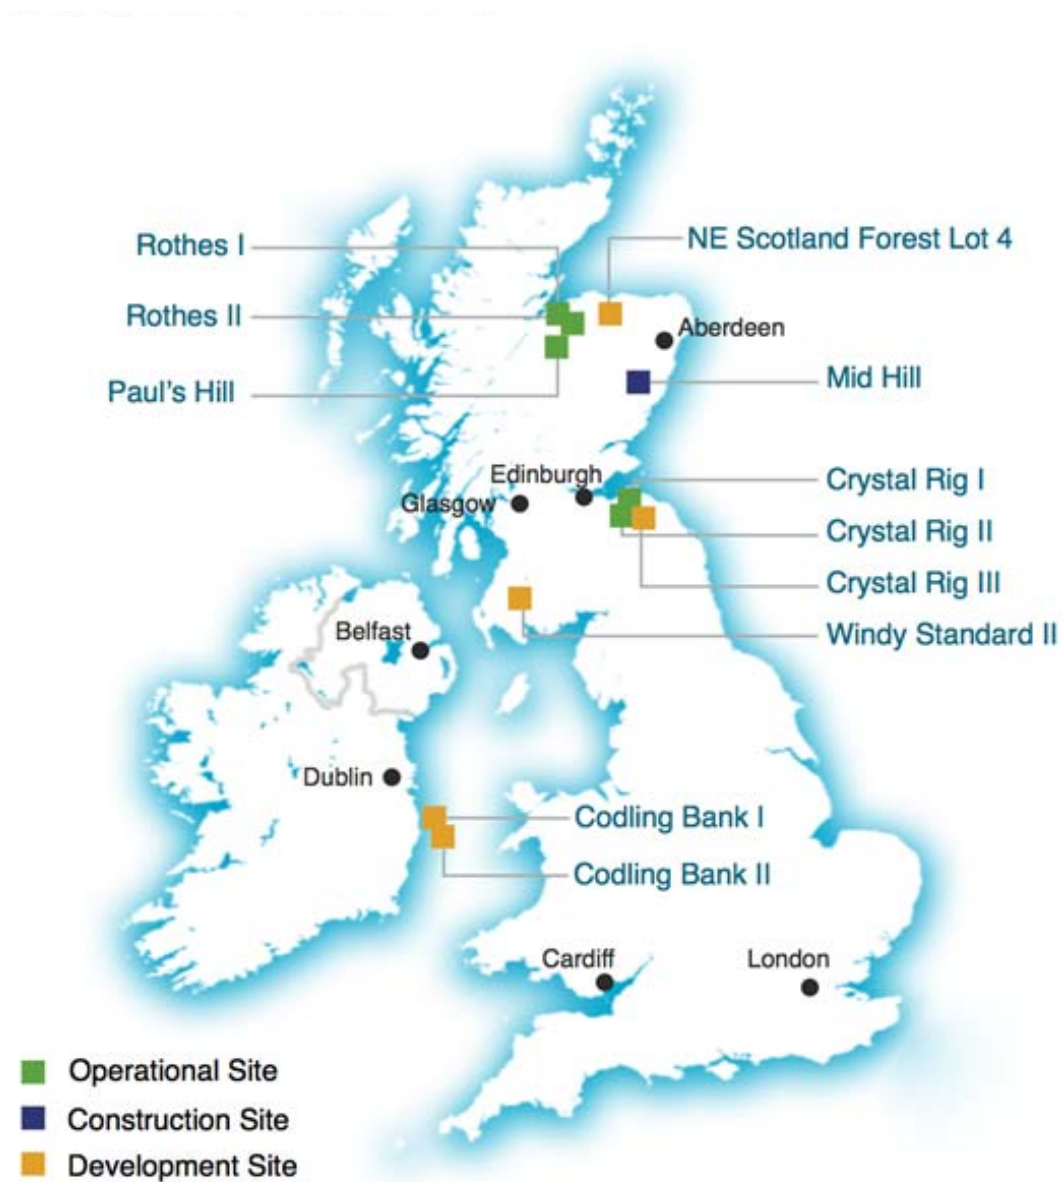 Rothes I
NE Scotland Forest Lot 4
Rothes II
Aberdeen
Paul's Hill
Mid Hill
Edinburgh
Crystal Rig I
Glasgow
Crystal Rig II
Crystal Rig III
Belfast
Windy Standard II
Dublin
Codling Bank I
Codling Bank II
Cardiff
London
Operational Site
Construction Site
Development Site